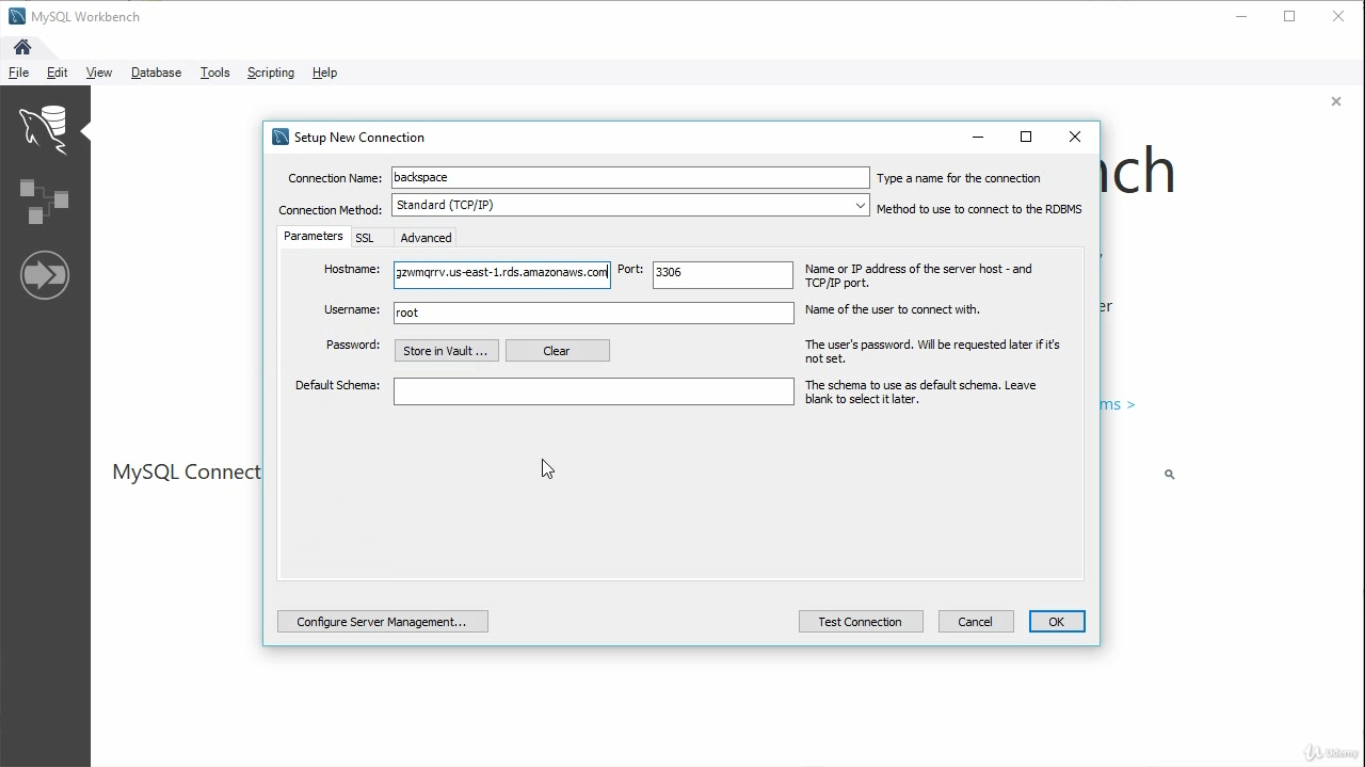 MySQL Workbench
File Edit View Database Tools Scripting Help
nch
Setup New Connection
Connection Name: backspace Type a name for the connection
Connection Method: Standard (TCP/IP) Method to use to connect to the RDBMS
Parameters SSL Advanced
Hostname: gzwmqrrv.us-east-1.rds.amazonaws.com Port: 3306 Name or IP address of the server host - and
TCP/IP port.
er
Username: root Name of the user to connect with.
Password: Store in Vault ... Clear The user's password. Will be requested later if it's
not set.
Default Schema: The schema to use as default schema. Leave
blank to select it later.
ms >
MySQL Connect
Configure Server Management... Test Connection Cancel OK
Udemy